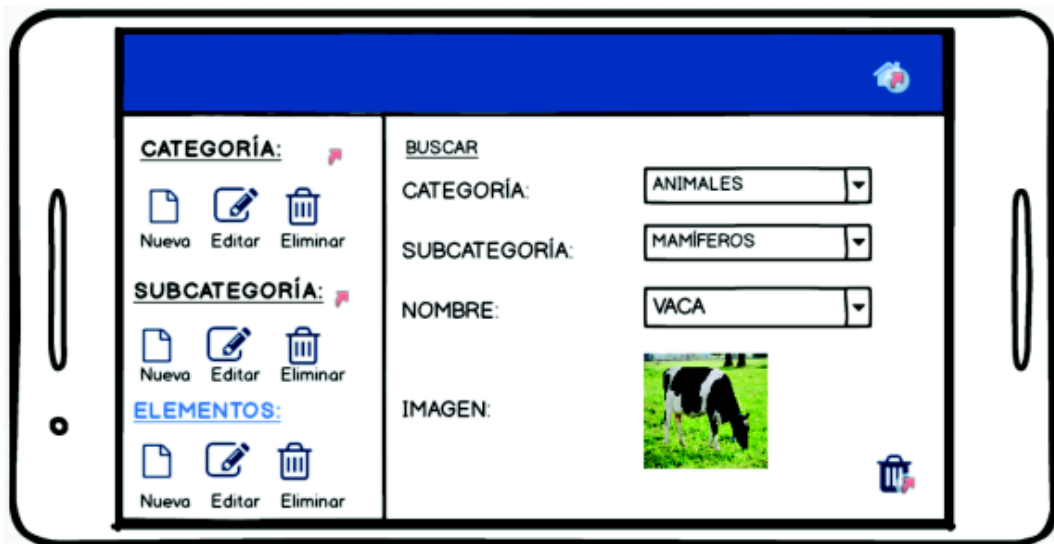 CATEGORÍA:
Nueva Editar Eliminar
SUBCATEGORÍA:
Nueva Editar Eliminar
ELEMENTOS:
Nueva Editar Eliminar
BUSCAR
CATEGORÍA: ANIMALES
SUBCATEGORÍA: MAMÍFEROS
NOMBRE: VACA
IMAGEN: